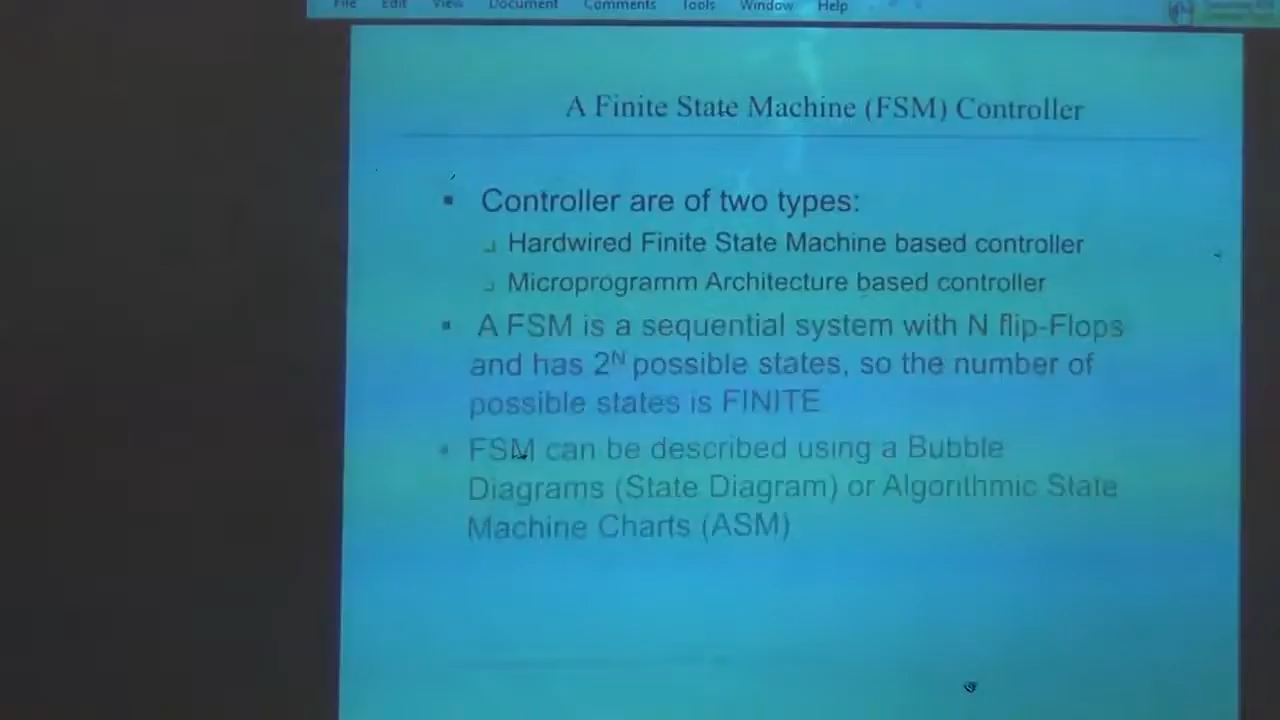 File Edit View Document Comments Tools Window Help
A Finite State Machine (FSM) Controller
▪ Controller are of two types:
Hardwired Finite State Machine based controller
Microprogramm Architecture based controller
▪ A FSM is a sequential system with N flip-Flops
and has 2ᴺ possible states, so the number of
possible states is FINITE
▪ FSM can be described using a Bubble
Diagrams (State Diagram) or Algorithmic State
Machine Charts (ASM)